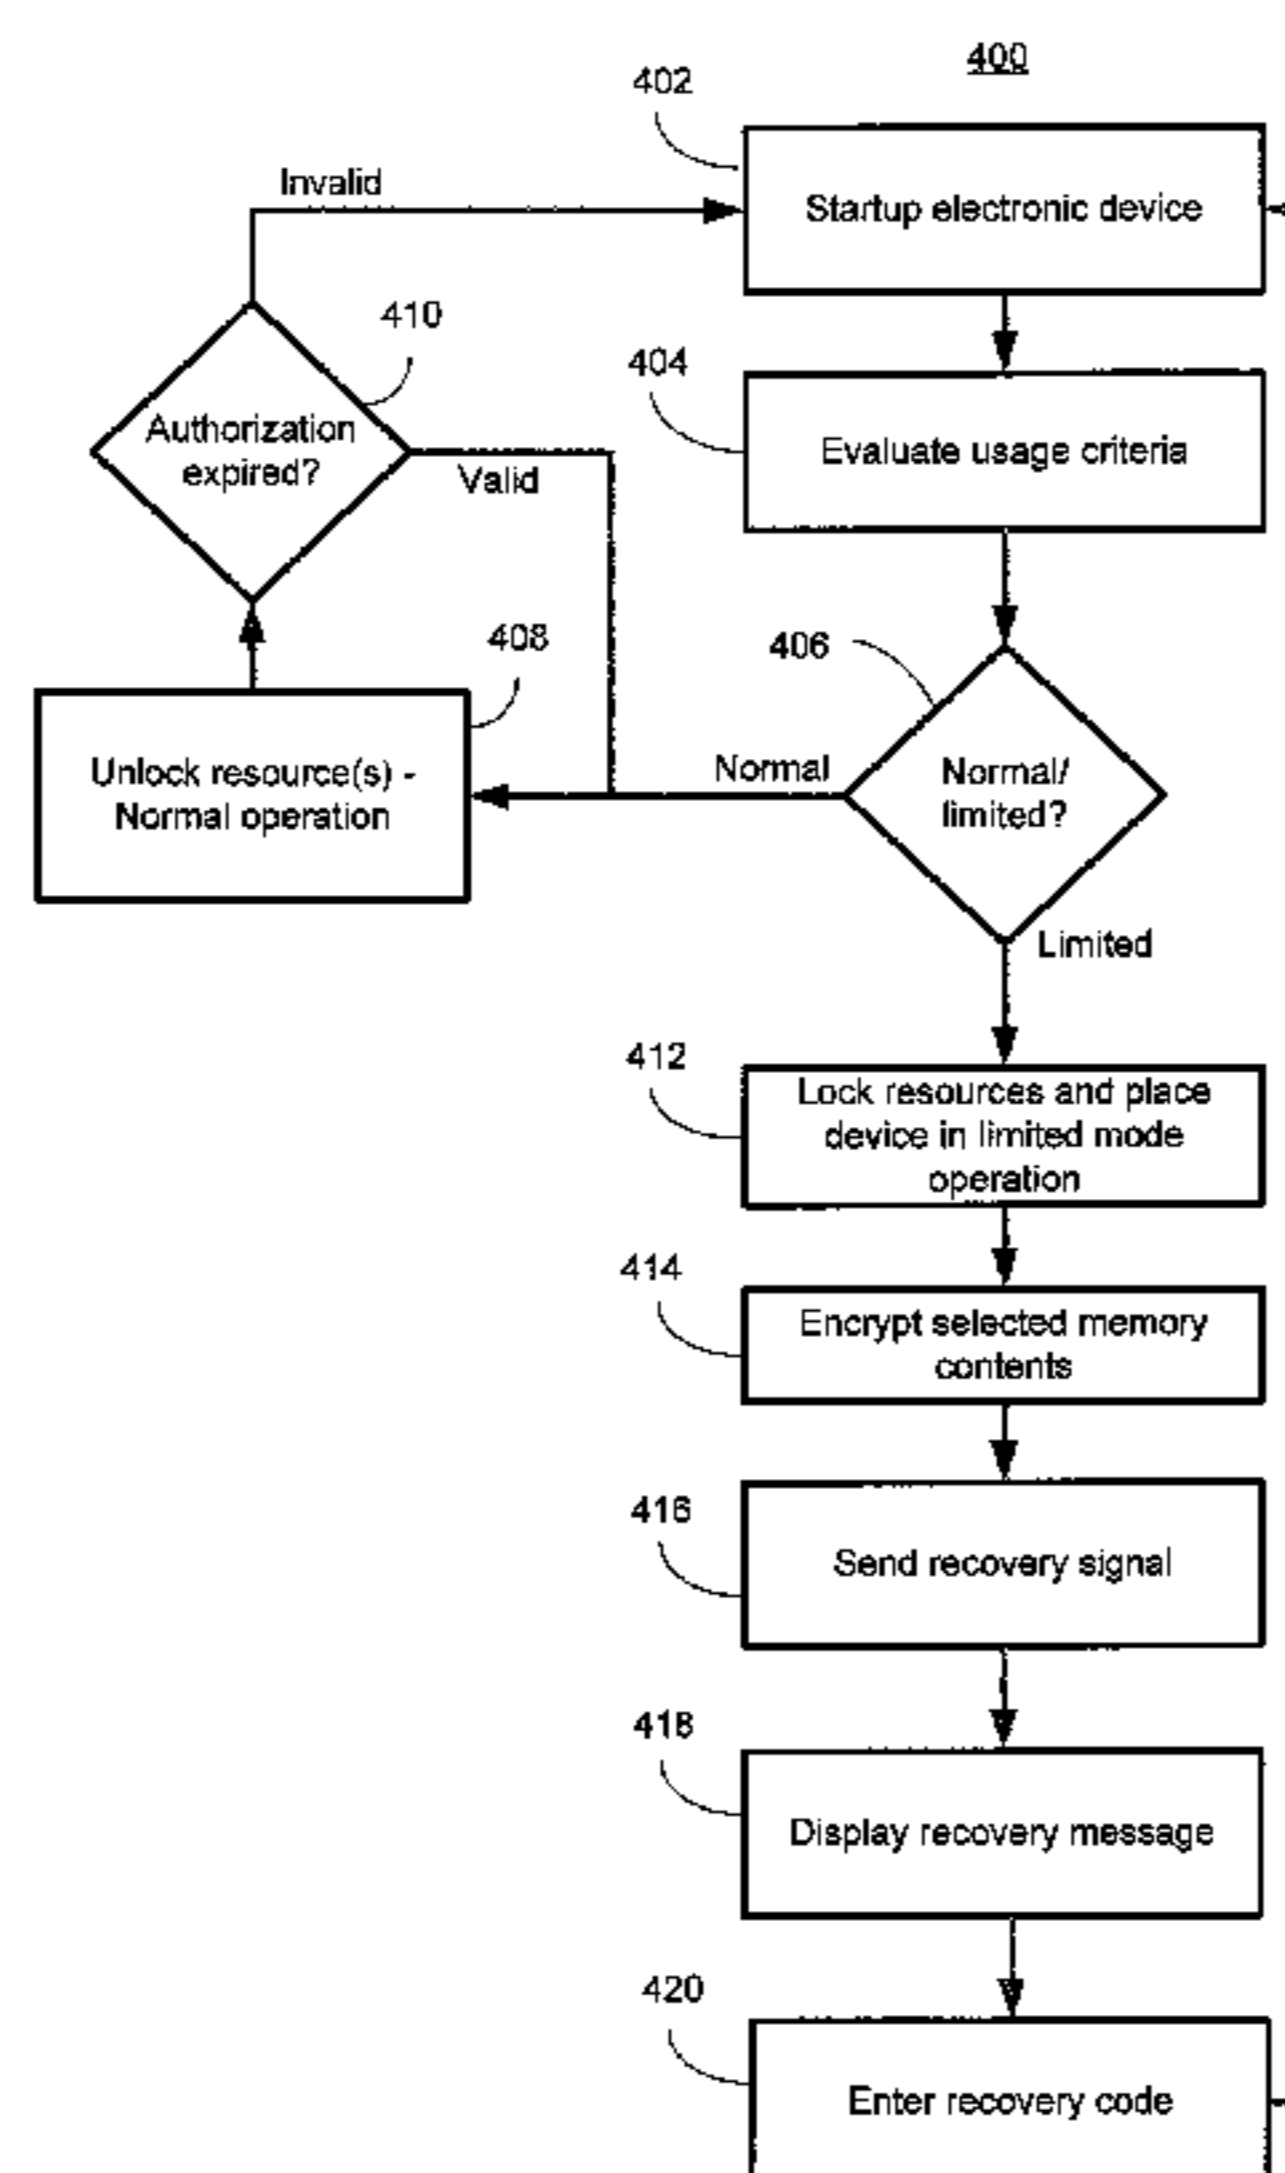 400
402
Startup electronic device
Invalid
410
Authorization
expired?
Valid
404
Evaluate usage criteria
408
Unlock resource(s) -
Normal operation
Normal
406
Normal/
limited?
Limited
412
Lock resources and place
device in limited mode
operation
414
Encrypt selected memory
contents
416
Send recovery signal
418
Display recovery message
420
Enter recovery code